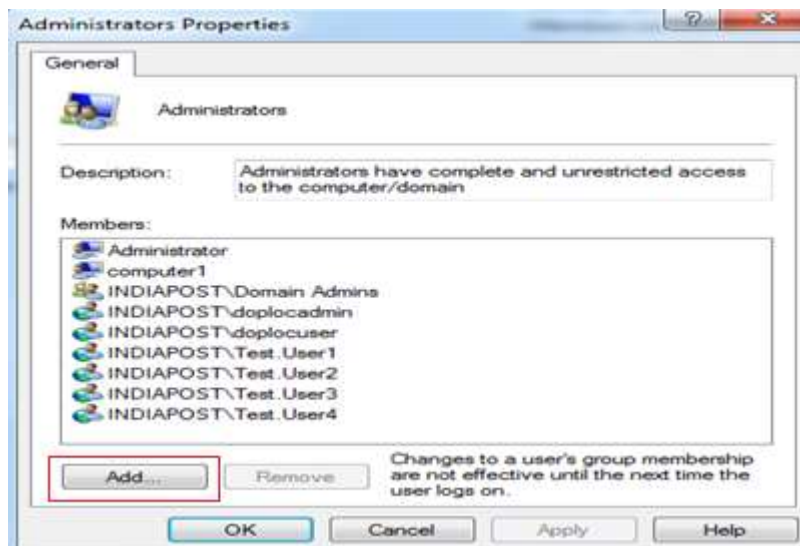 Administrators Properties
General
Administrators
Description:
Administrators have complete and unrestricted access
to the computer/domain
Members:
Administrator
computer1
INDIAPOST\Domain Admins
INDIAPOST\doplocadmin
INDIAPOST\doplocuser
INDIAPOST\Test.User1
INDIAPOST\Test.User2
INDIAPOST\Test.User3
INDIAPOST\Test.User4
Add...
Remove
Changes to a user's group membership
are not effective until the next time the
user logs on.
OK
Cancel
Apply
Help